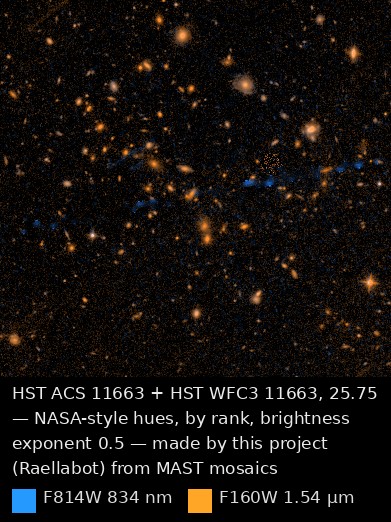 HST ACS 11663 + HST WFC3 11663, 25.75
— NASA-style hues, by rank, brightness
exponent 0.5 — made by this project
(Raellabot) from MAST mosaics
F814W 834 nm F160W 1.54 μm